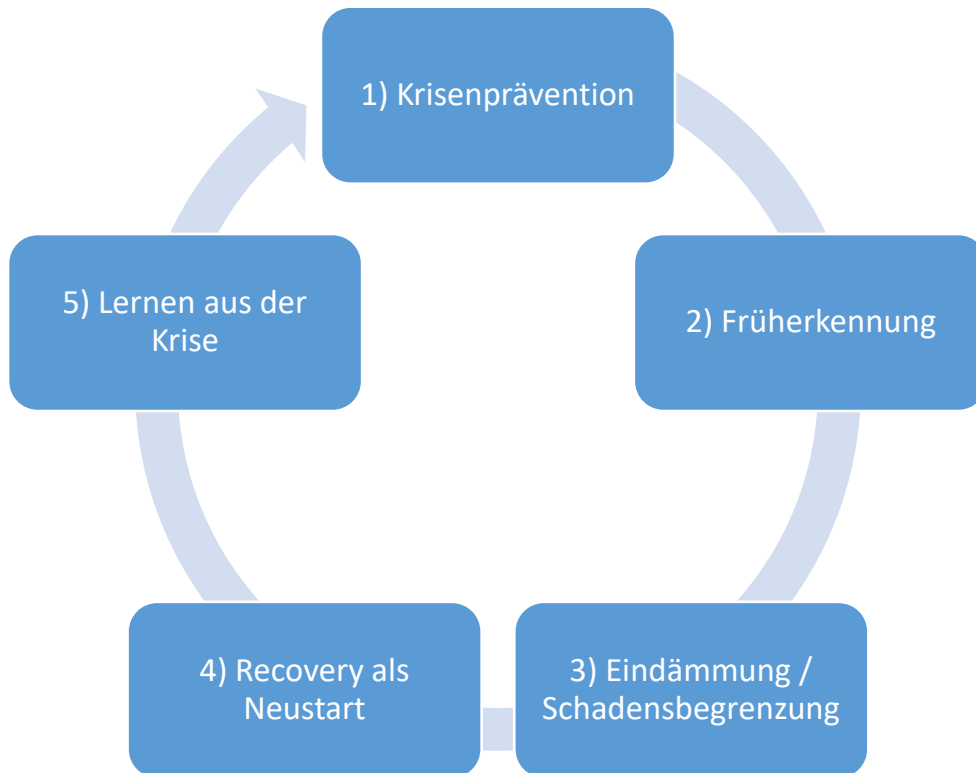 1) Krisenprävention
2) Früherkennung
3) Eindämmung /
Schadensbegrenzung
4) Recovery als
Neustart
5) Lernen aus der
Krise